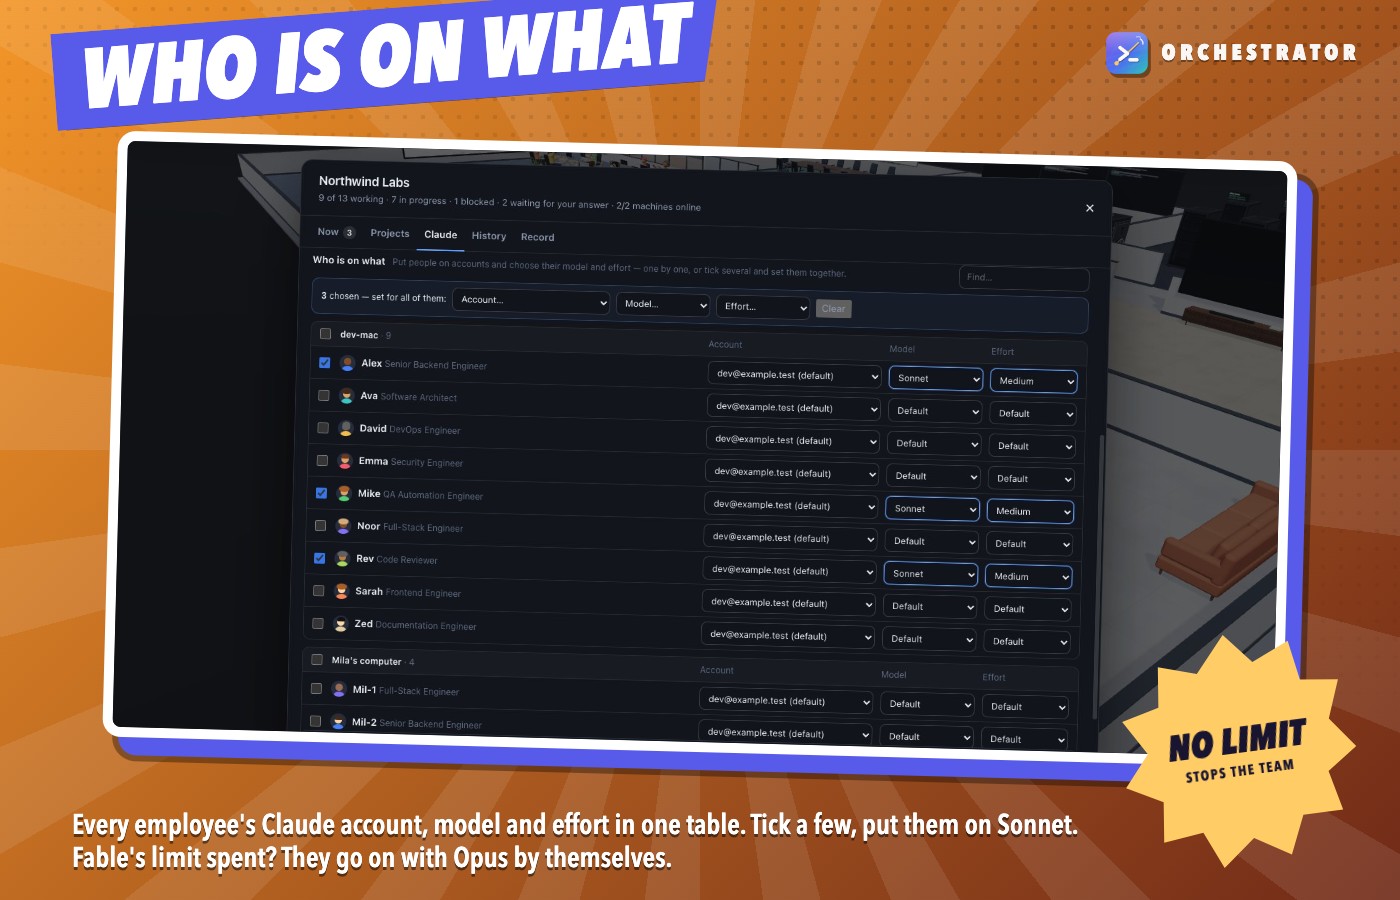 WHO IS ON WHAT
ORCHESTRATOR
Northwind Labs
9 of 13 working · 7 in progress · 1 blocked · 2 waiting for your answer · 2/2 machines online
×
Now 3 Projects Claude History Record
Who is on what Put people on accounts and choose their model and effort — one by one, or tick several and set them together.
Find...
3 chosen — set for all of them: Account... Model... Effort... Clear
dev-mac · 9 Account Model Effort
Alex Senior Backend Engineer dev@example.test (default) Sonnet Medium
Ava Software Architect dev@example.test (default) Default Default
David DevOps Engineer dev@example.test (default) Default Default
Emma Security Engineer dev@example.test (default) Default Default
Mike QA Automation Engineer dev@example.test (default) Sonnet Medium
Noor Full-Stack Engineer dev@example.test (default) Default Default
Rev Code Reviewer dev@example.test (default) Sonnet Medium
Sarah Frontend Engineer dev@example.test (default) Default Default
Zed Documentation Engineer dev@example.test (default) Default Default
Mila's computer · 4 Account Model Effort
Mil-1 Full-Stack Engineer dev@example.test (default) Default Default
Mil-2 Senior Backend Engineer dev@example.test (default) Default Default
NO LIMIT
STOPS THE TEAM
Every employee's Claude account, model and effort in one table. Tick a few, put them on Sonnet.
Fable's limit spent? They go on with Opus by themselves.